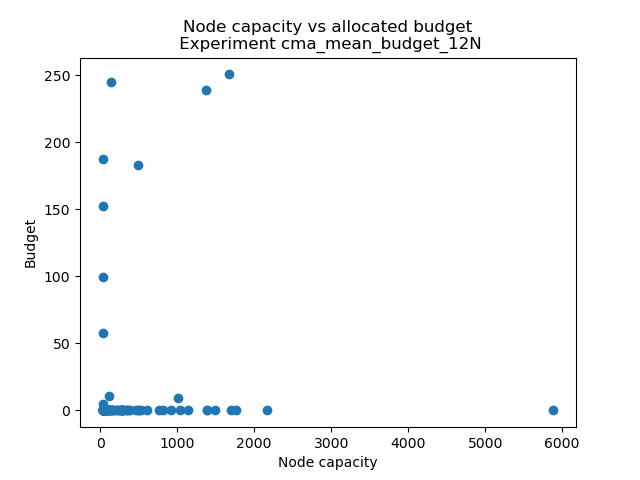 Node capacity vs allocated budget
Experiment cma_mean_budget_12N
250
200
150
100
50
0
Budget
0 1000 2000 3000 4000 5000 6000
Node capacity